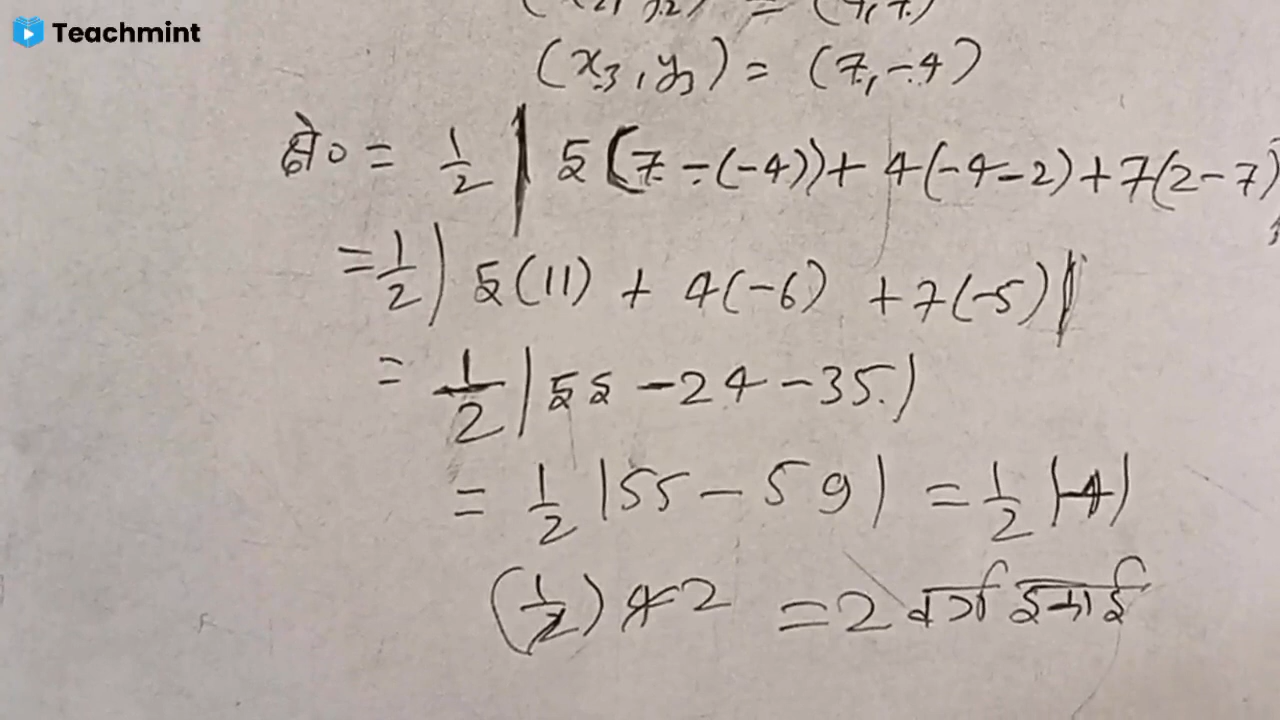 Teachmint
(x₃, y₃) = (7, -4)
क्षे० = 1/2 | 5(7-(-4)) + 4(-4-2) + 7(2-7)
= 1/2 | 5(11) + 4(-6) + 7(-5) |
= 1/2 | 55 - 24 - 35 |
= 1/2 |55 - 59| = 1/2 |-4|
(1/2) 4 2 = 2 वर्ग इकाई